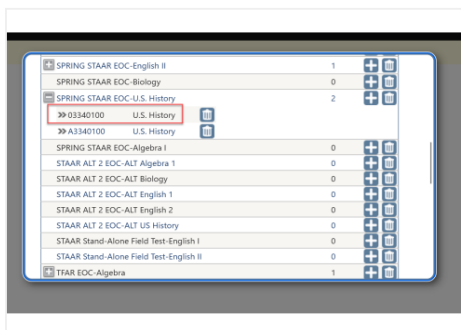 SPRING STAAR EOC-English II 1
SPRING STAAR EOC-Biology 0
SPRING STAAR EOC-U.S. History 2
03340100 U.S. History
A3340100 U.S. History
SPRING STAAR EOC-Algebra I 0
STAAR ALT 2 EOC-ALT Algebra 1 0
STAAR ALT 2 EOC-ALT Biology 0
STAAR ALT 2 EOC-ALT English 1 0
STAAR ALT 2 EOC-ALT English 2 0
STAAR ALT 2 EOC-ALT US History 0
STAAR Stand-Alone Field Test-English I 0
STAAR Stand-Alone Field Test-English II 0
TFAR EOC-Algebra 1